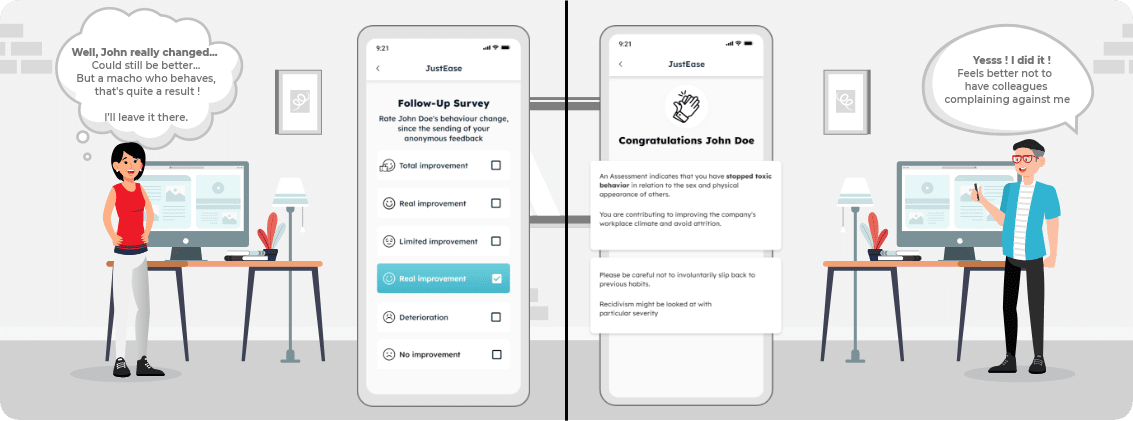 Well, John really changed...
Could still be better...
But a macho who behaves,
that's quite a result !
I'll leave it there.
9:21
JustEase
Follow-Up Survey
Rate John Doe's behaviour change,
since the sending of your
anonymous feedback
Total improvement
Real improvement
Limited improvement
Real improvement
Deterioration
No improvement
9:21
JustEase
Congratulations John Doe
An Assessment indicates that you have stopped toxic
behavior in relation to the sex and physical
appearance of others.
You are contributing to improving the company's
workplace climate and avoid attrition.
Please be careful not to involuntarily slip back to
previous habits.
Recidivism might be looked at with
particular severity
Yesss ! I did it !
Feels better not to
have colleagues
complaining against me